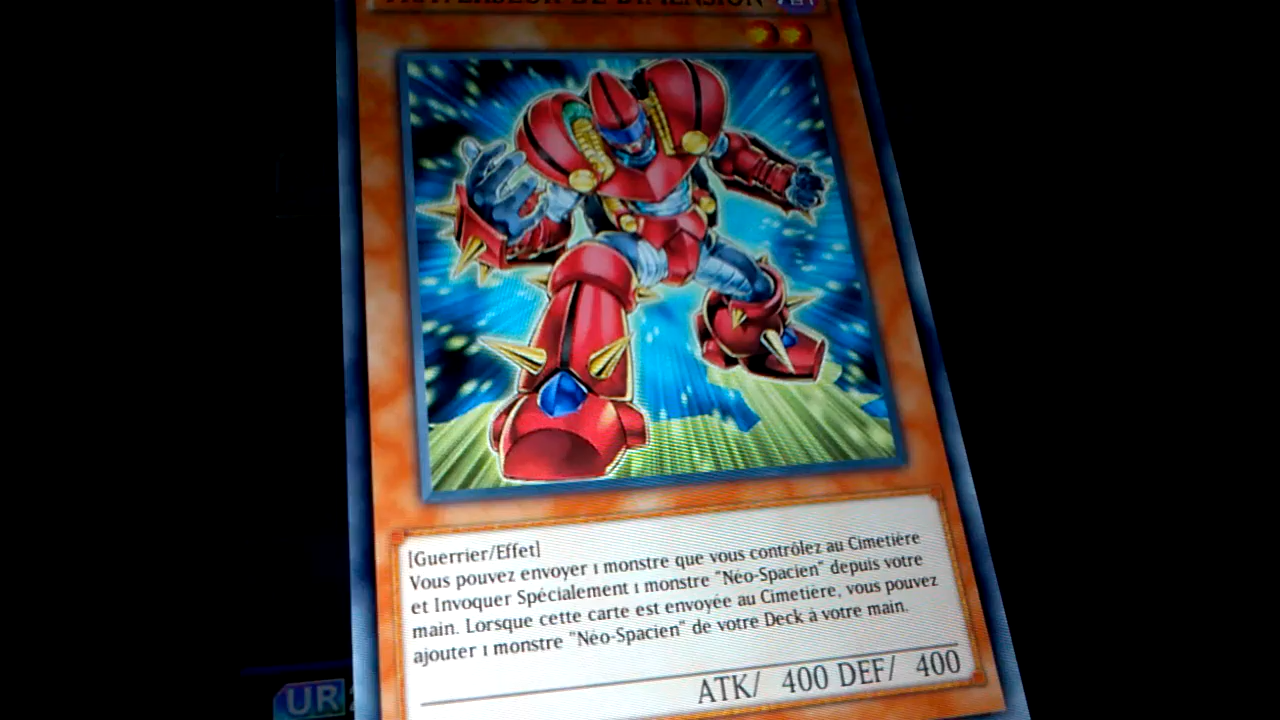 DE DIMENSION
[Guerrier/Effet]
Vous pouvez envoyer 1 monstre que vous contrôlez au Cimetière
et Invoquer Spécialement 1 monstre "Néo-Spacien" depuis votre
main. Lorsque cette carte est envoyée au Cimetière, vous pouvez
ajouter 1 monstre "Néo-Spacien" de votre Deck à votre main.
ATK/ 400 DEF/ 400
UR